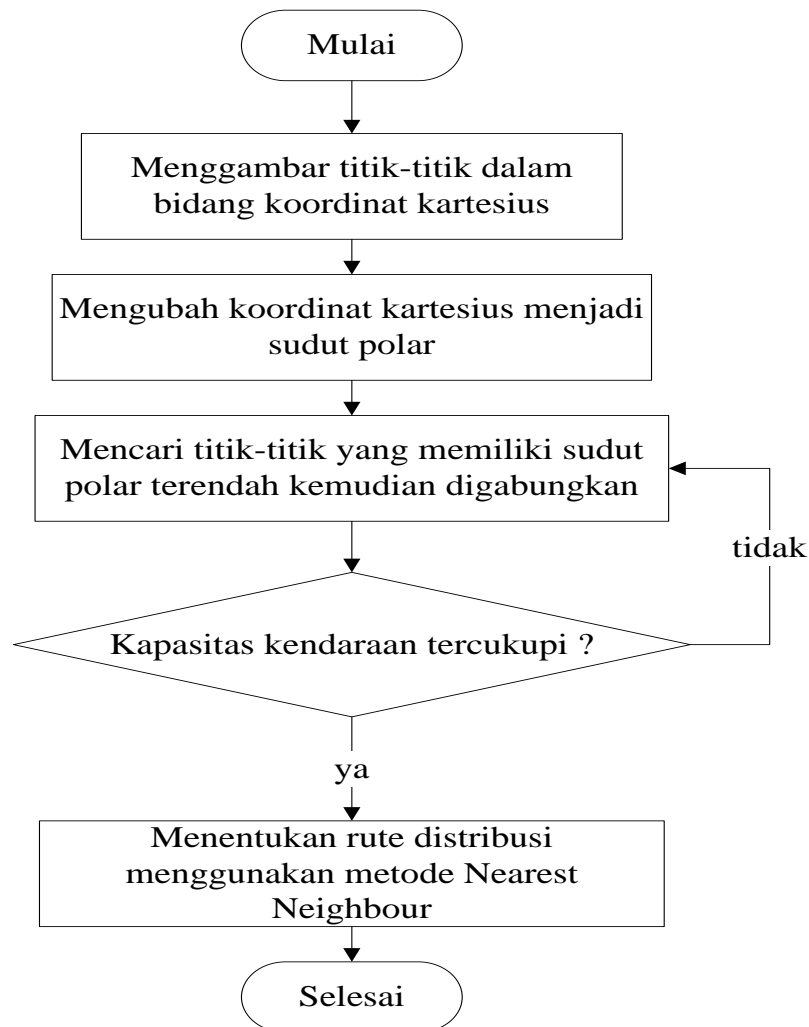 Mulai
Menggambar titik-titik dalam
bidang koordinat kartesius
Mengubah koordinat kartesius menjadi
sudut polar
Mencari titik-titik yang memiliki sudut
polar terendah kemudian digabungkan
tidak
Kapasitas kendaraan tercukupi ?
ya
Menentukan rute distribusi
menggunakan metode Nearest
Neighbour
Selesai